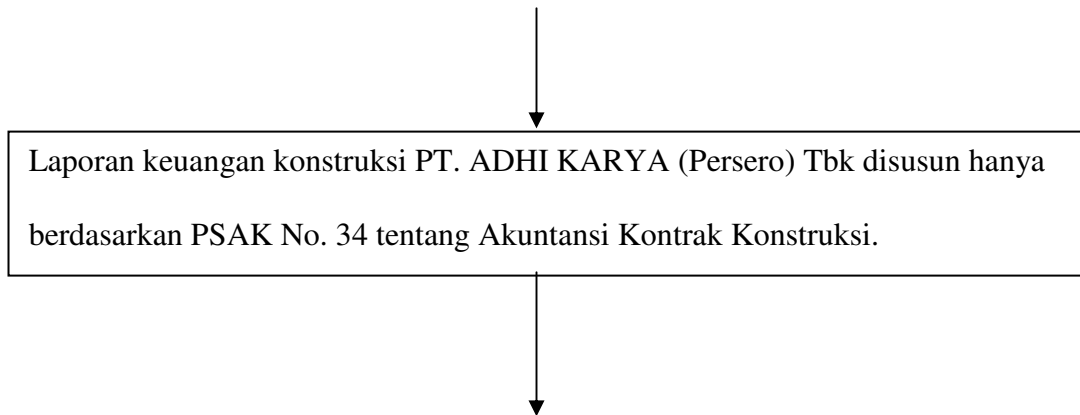 Laporan keuangan konstruksi PT. ADHI KARYA (Persero) Tbk disusun hanya
berdasarkan PSAK No. 34 tentang Akuntansi Kontrak Konstruksi.